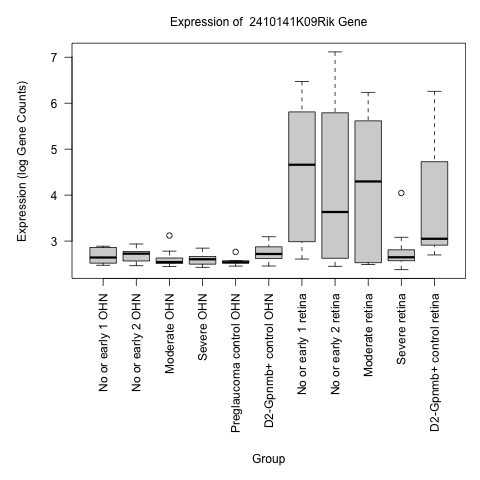 Expression of  2410141K09Rik Gene
Expression (log Gene Counts)
7
6
5
4
3
No or early 1 OHN
No or early 2 OHN
Moderate OHN
Severe OHN
Preglaucoma control OHN
D2-Gpnmb+ control OHN
No or early 1 retina
No or early 2 retina
Moderate retina
Severe retina
D2-Gpnmb+ control retina
Group